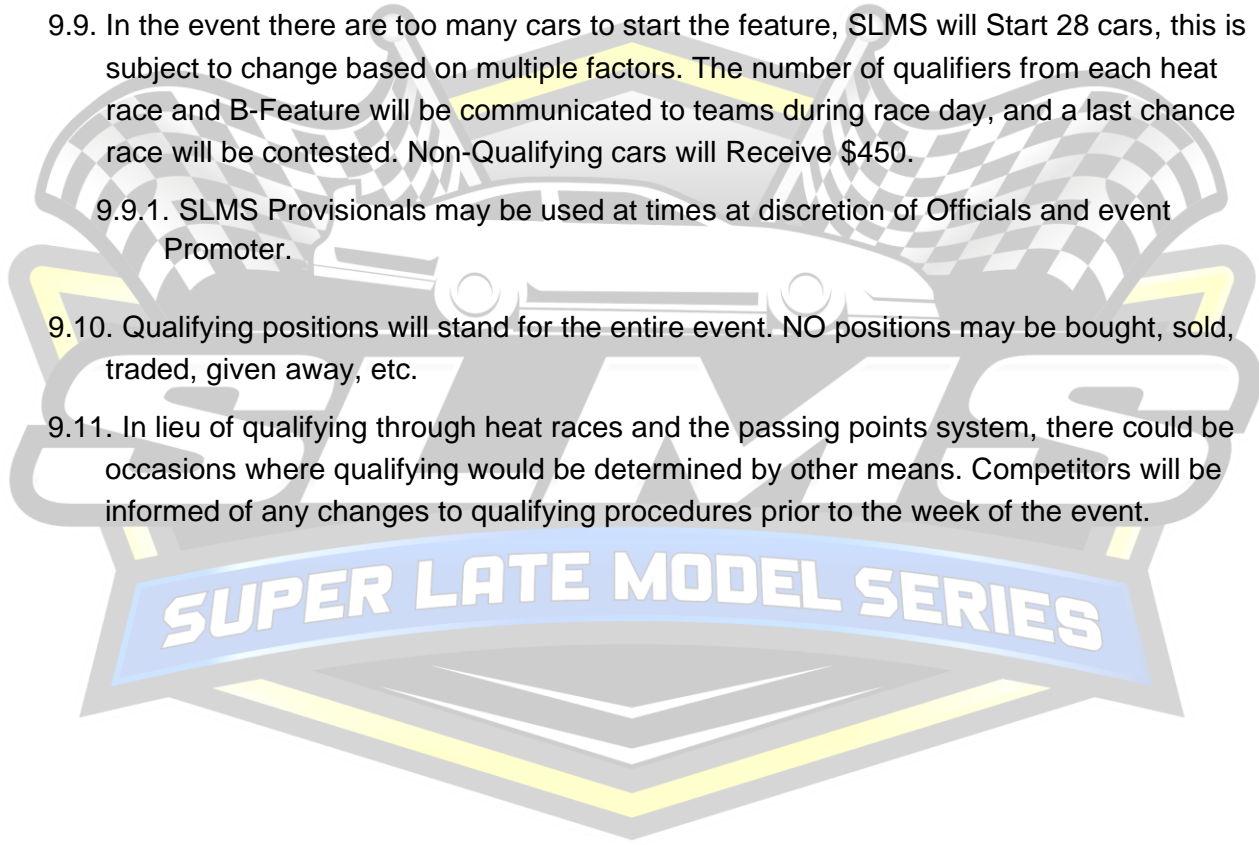 9.9. In the event there are too many cars to start the feature, SLMS will Start 28 cars, this is
subject to change based on multiple factors. The number of qualifiers from each heat
race and B-Feature will be communicated to teams during race day, and a last chance
race will be contested. Non-Qualifying cars will Receive $450.
9.9.1. SLMS Provisionals may be used at times at discretion of Officials and event
Promoter.
9.10. Qualifying positions will stand for the entire event. NO positions may be bought, sold,
traded, given away, etc.
9.11. In lieu of qualifying through heat races and the passing points system, there could be
occasions where qualifying would be determined by other means. Competitors will be
informed of any changes to qualifying procedures prior to the week of the event.
SLMS
SUPER LATE MODEL SERIES